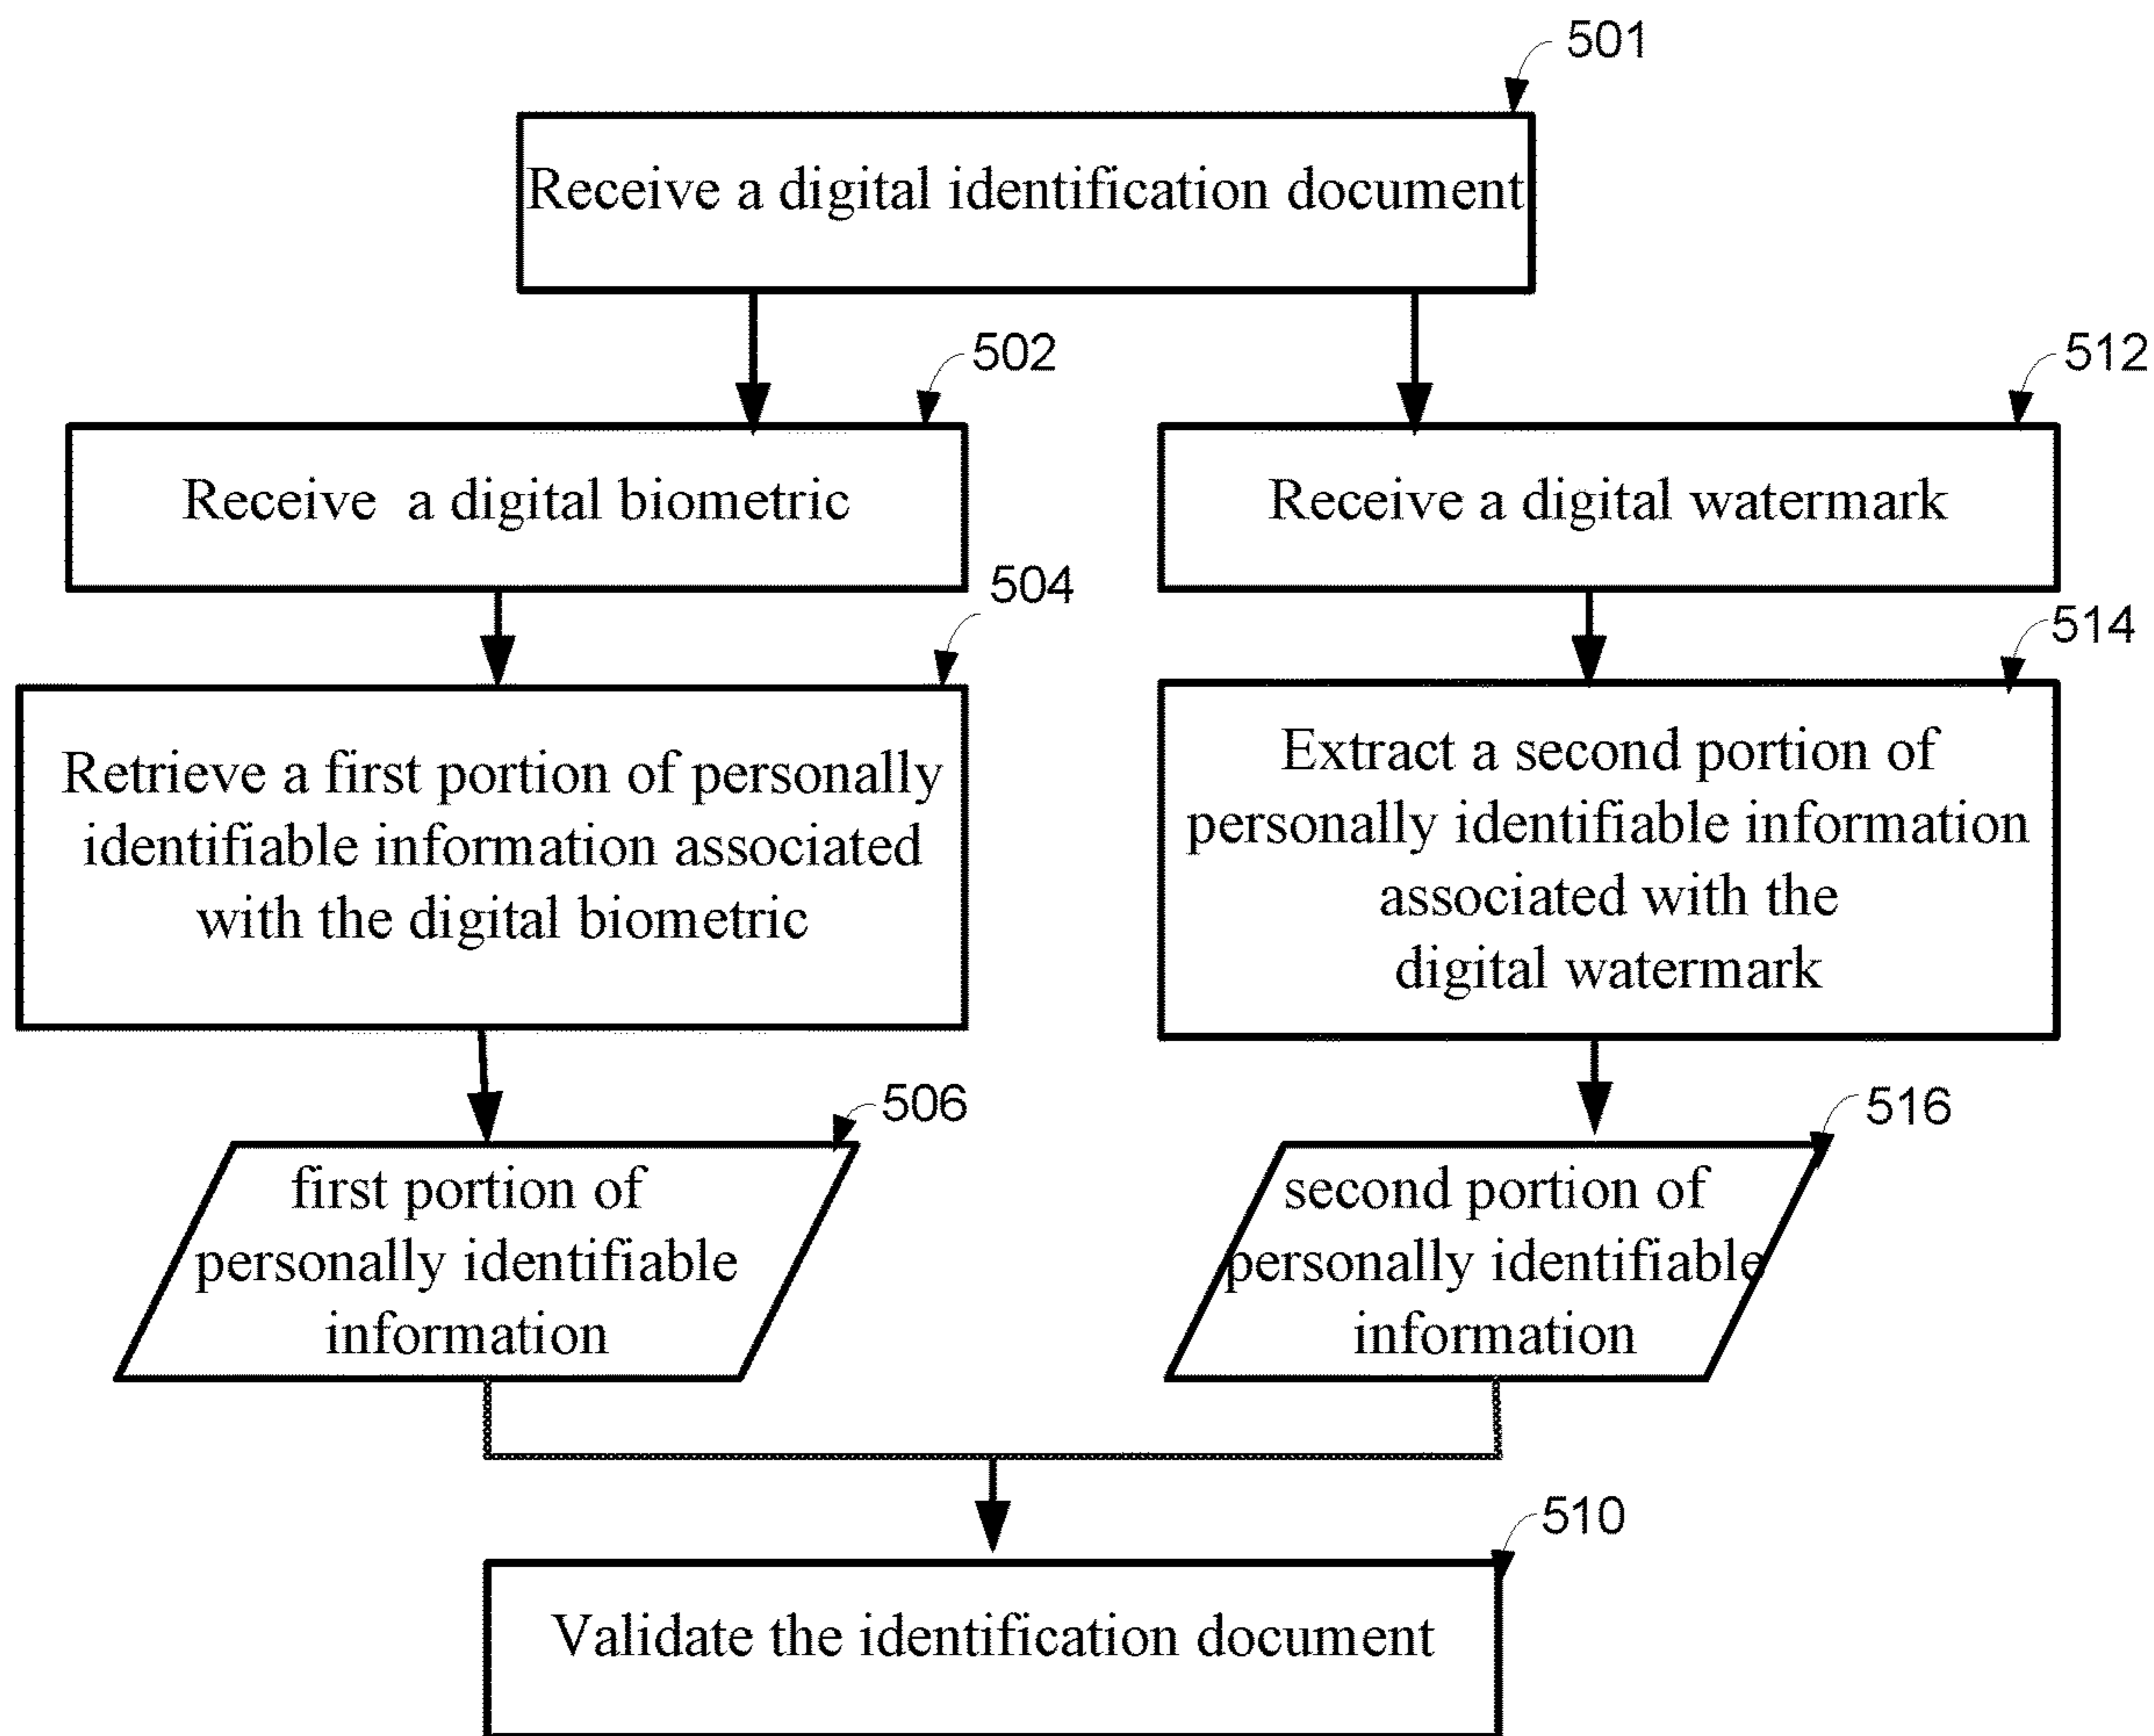 501
Receive a digital identification document
502
512
Receive a digital biometric
Receive a digital watermark
504
514
Retrieve a first portion of personally
identifiable information associated
with the digital biometric
Extract a second portion of
personally identifiable information
associated with the
digital watermark
506
516
first portion of
personally identifiable
information
second portion of
personally identifiable
information
510
Validate the identification document